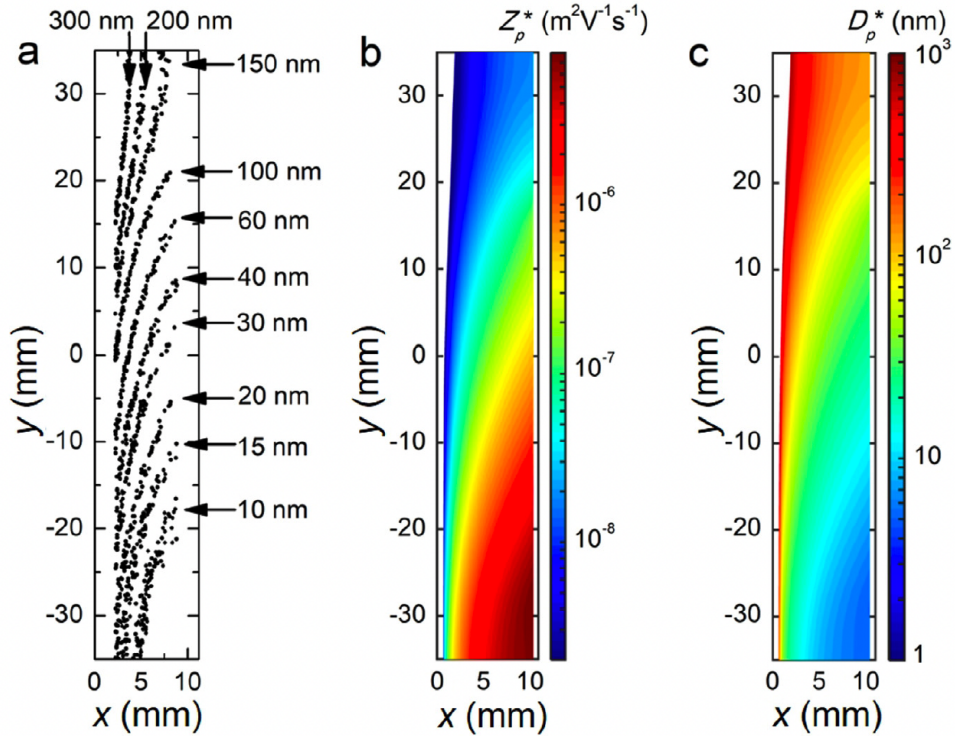 300 nm 200 nm
a
150 nm
100 nm
60 nm
40 nm
30 nm
20 nm
15 nm
10 nm
30
20
10
0
-10
-20
-30
y (mm)
0 5 10
x (mm)
b
Zp* (m²V⁻¹s⁻¹)
30
20
10
0
-10
-20
-30
y (mm)
0 5 10
x (mm)
10⁻⁶
10⁻⁷
10⁻⁸
c
Dp* (nm)
30
20
10
0
-10
-20
-30
y (mm)
0 5 10
x (mm)
10³
10²
10
1